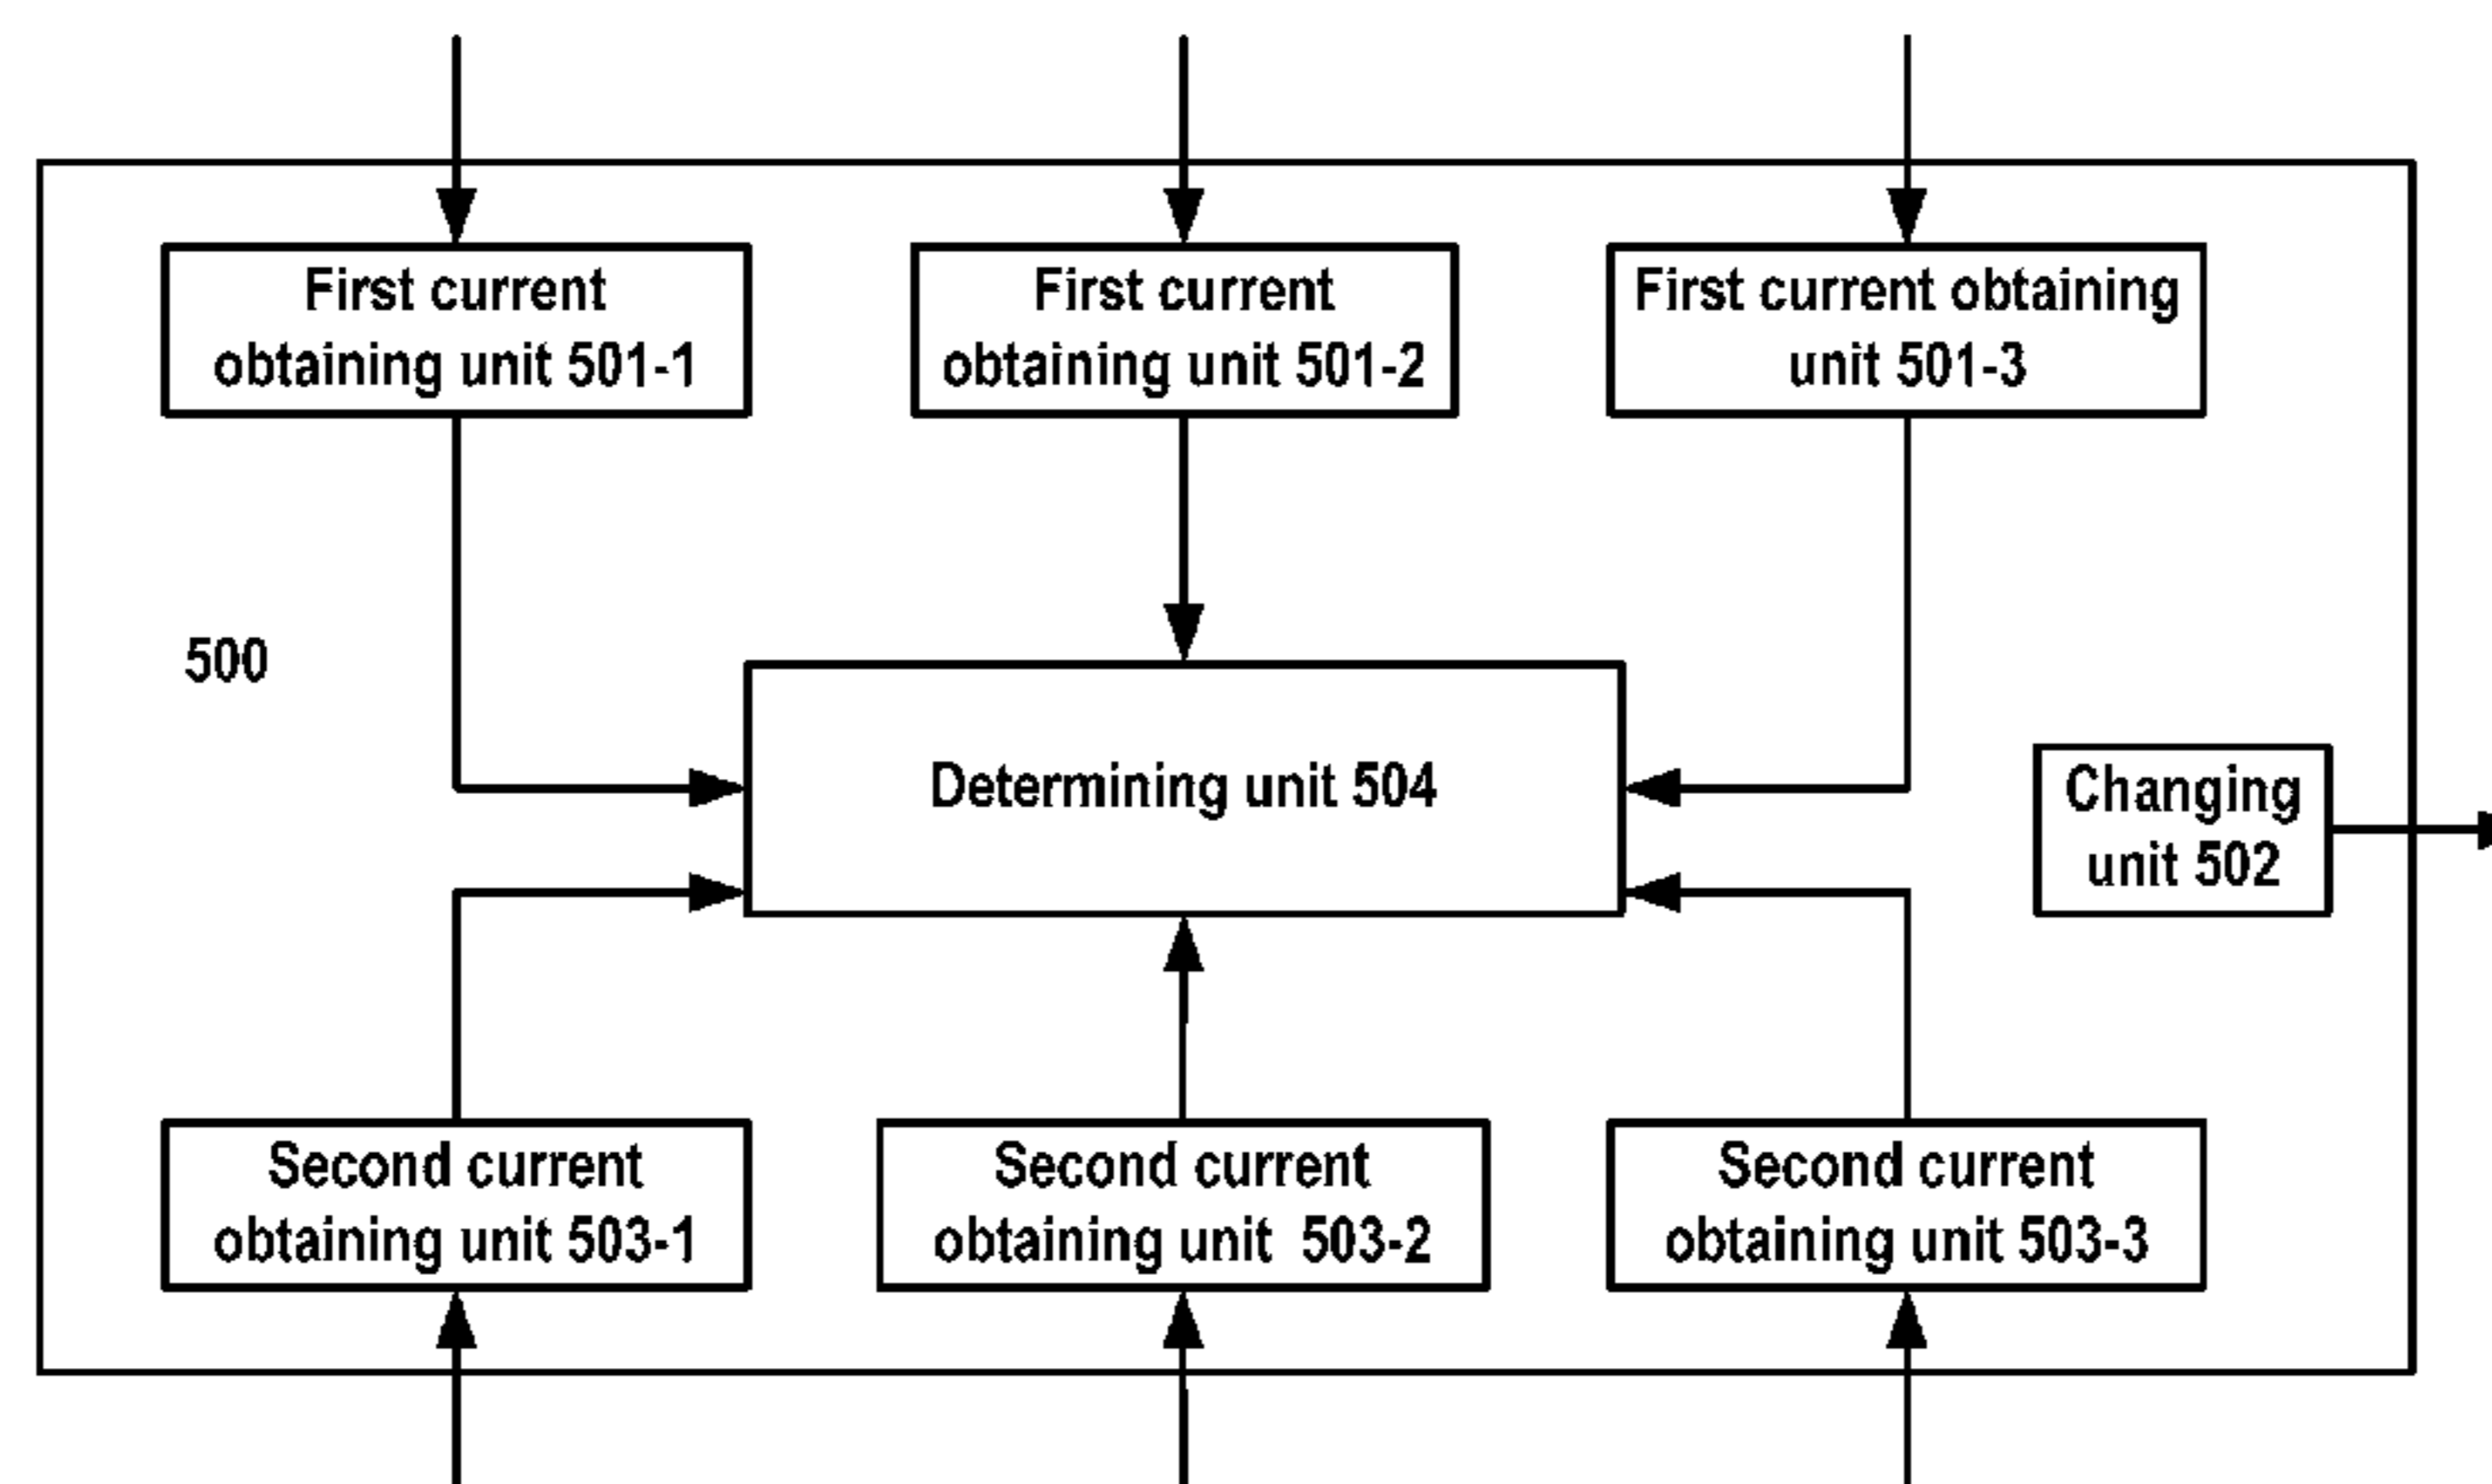 First current
obtaining unit 501-1
First current
obtaining unit 501-2
First current obtaining
unit 501-3
500
Determining unit 504
Changing
unit 502
Second current
obtaining unit 503-1
Second current
obtaining unit  503-2
Second current
obtaining unit 503-3